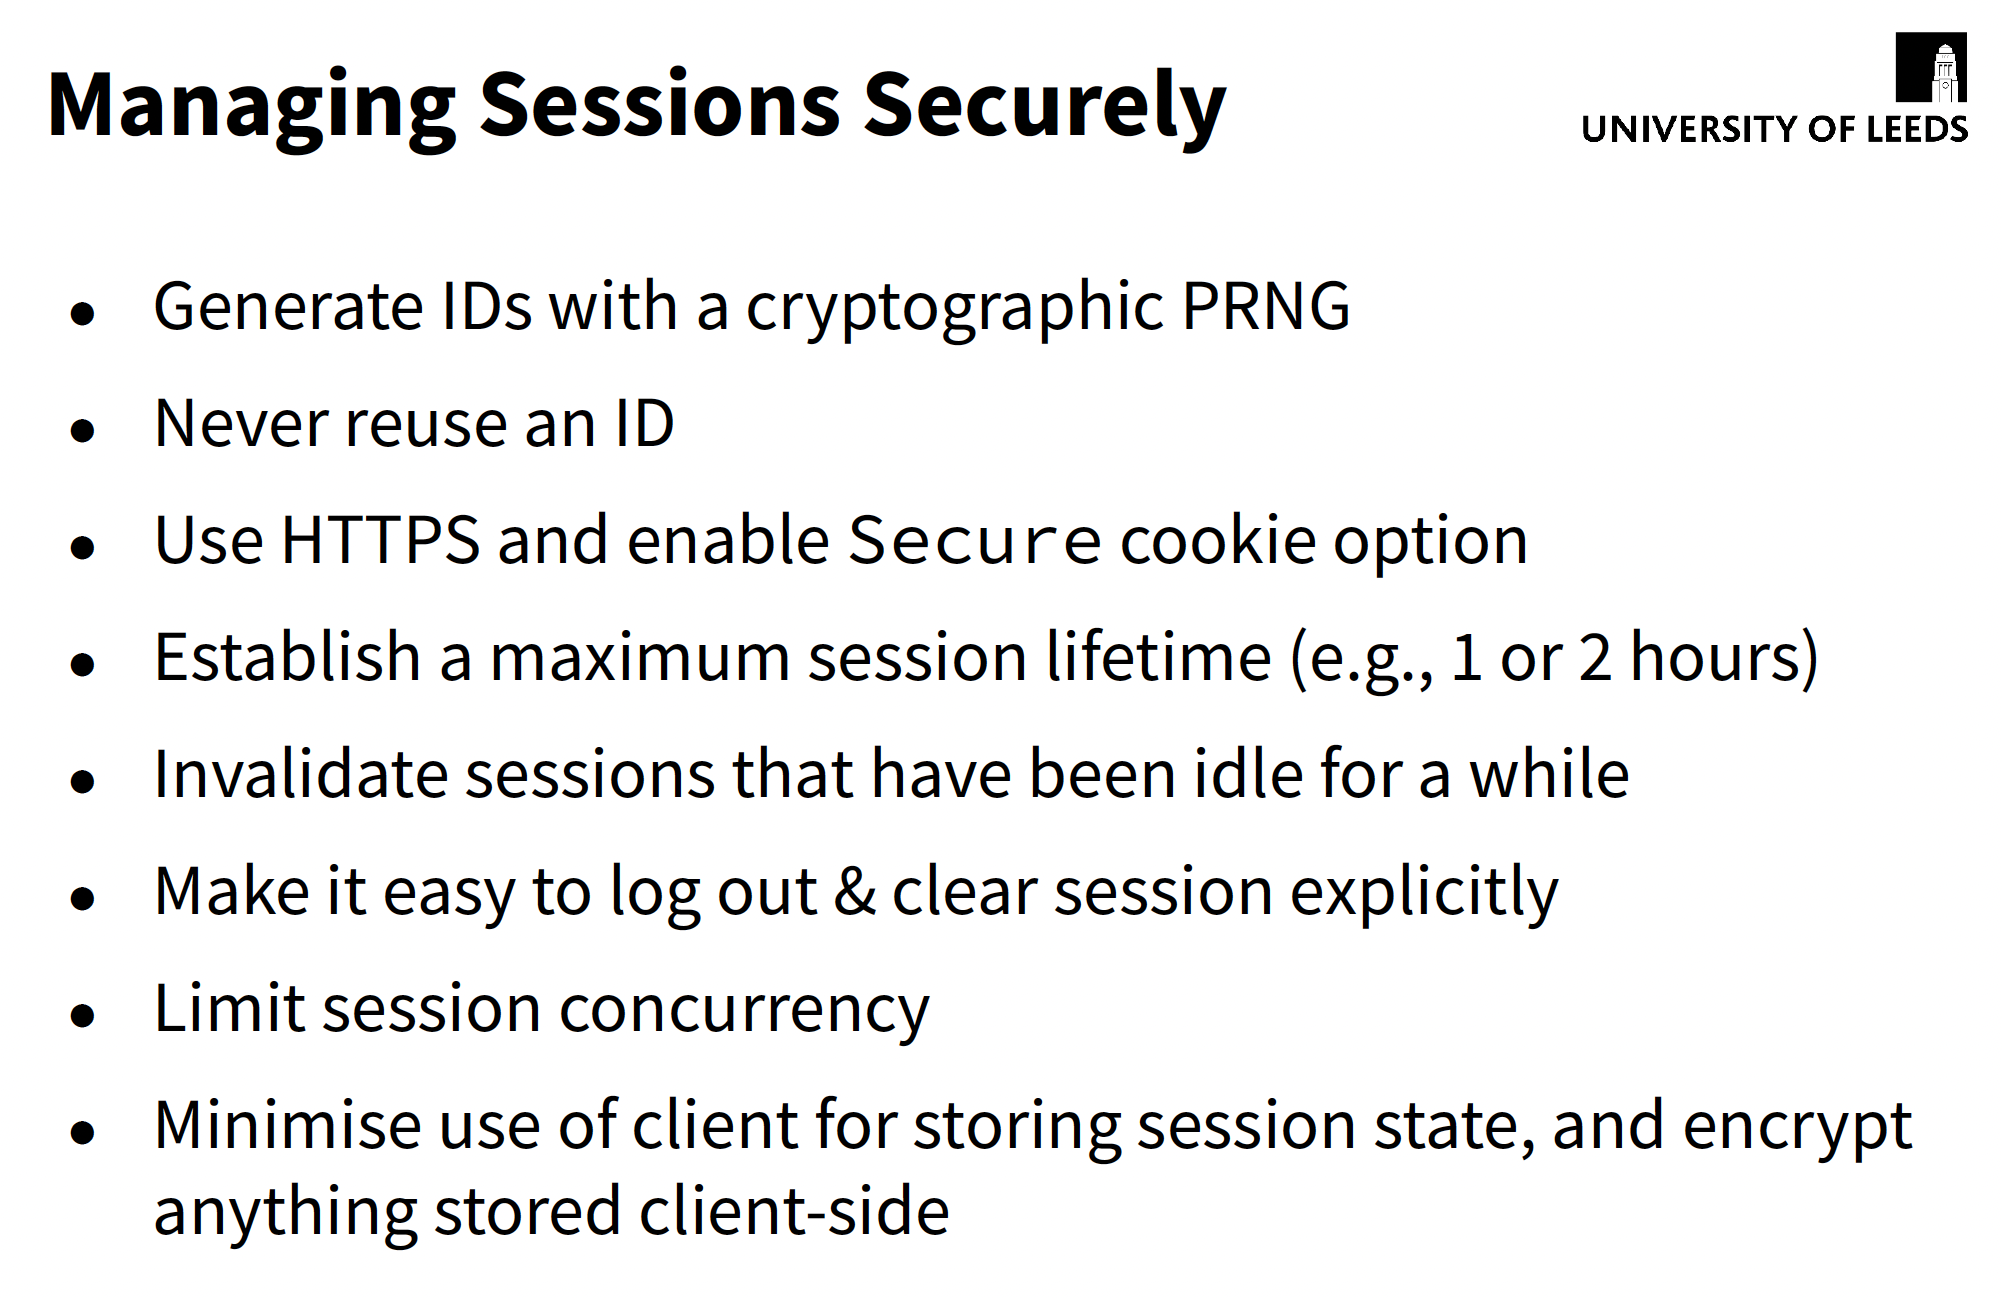 Managing Sessions Securely
UNIVERSITY OF LEEDS
● Generate IDs with a cryptographic PRNG
● Never reuse an ID
● Use HTTPS and enable Secure cookie option
● Establish a maximum session lifetime (e.g., 1 or 2 hours)
● Invalidate sessions that have been idle for a while
● Make it easy to log out & clear session explicitly
● Limit session concurrency
● Minimise use of client for storing session state, and encrypt
anything stored client-side